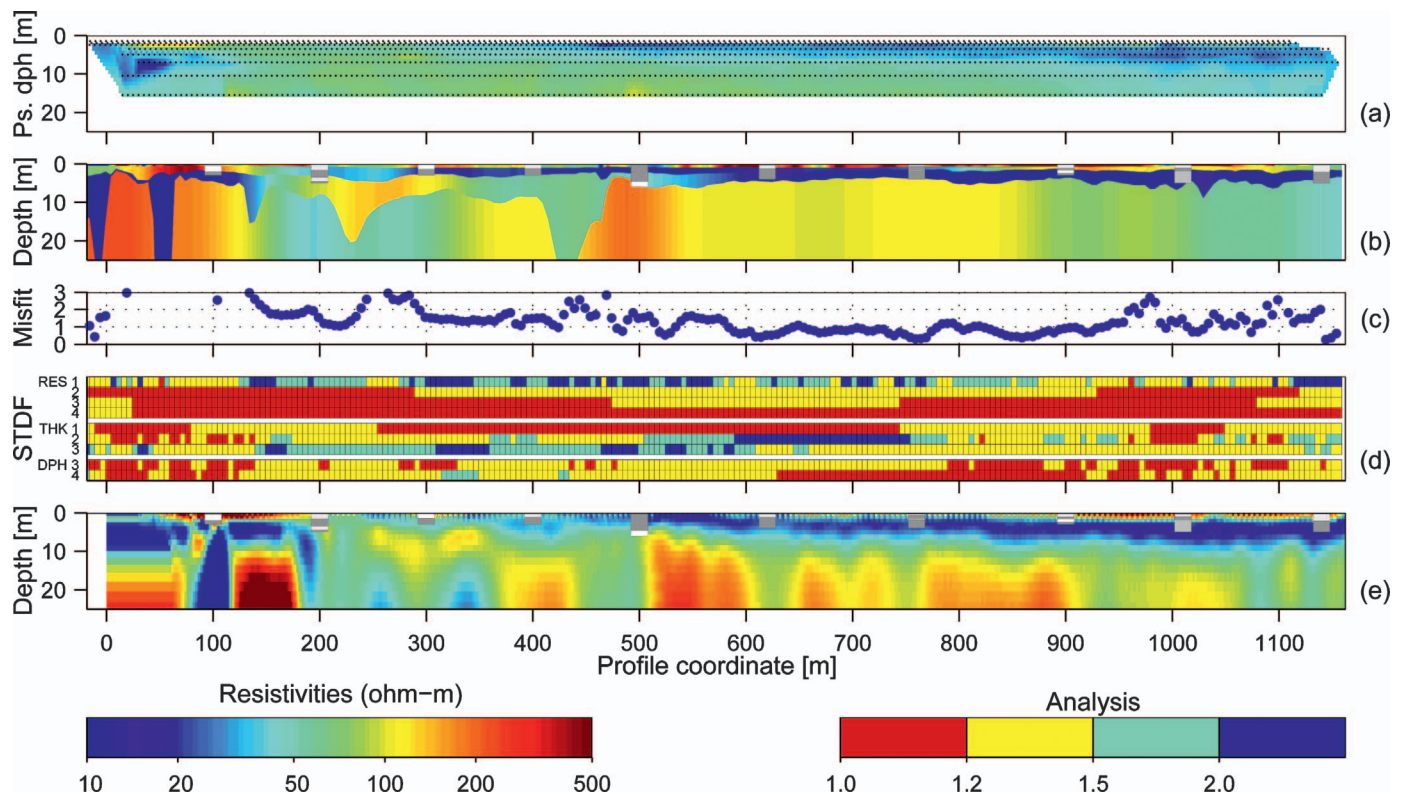 0
10
20
Ps. dph [m]
(a)
0
10
20
Depth [m]
(b)
3
2
1
0
Misfit
(c)
STDF
RES 1
2
3
4
THK 1
2
3
DPH 3
4
(d)
0
10
20
Depth [m]
(e)
0 100 200 300 400 500 600 700 800 900 1000 1100
Profile coordinate [m]
Resistivities (ohm−m)
10 20 50 100 200 500
Analysis
1.0 1.2 1.5 2.0